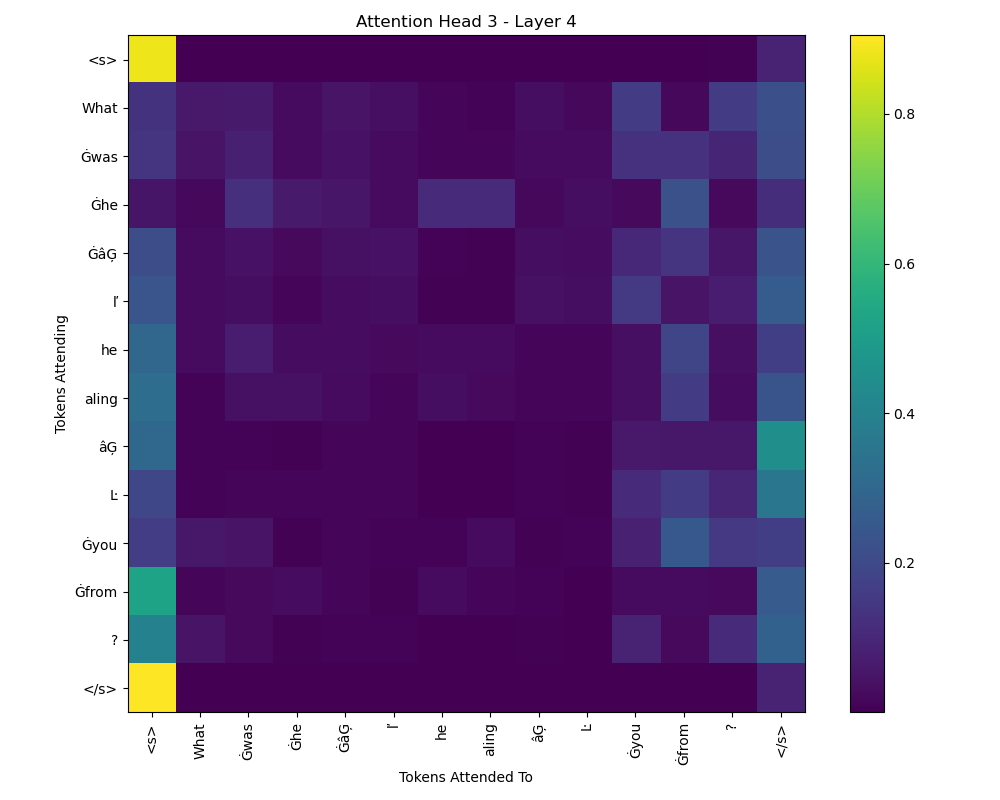 Attention Head 3 - Layer 4
<s>
What
Ġwas
Ġhe
ĠâĢ
ľ
he
aling
âĢ
Ŀ
Ġyou
Ġfrom
?
</s>
Tokens Attending
<s>
What
Ġwas
Ġhe
ĠâĢ
ľ
he
aling
âĢ
Ŀ
Ġyou
Ġfrom
?
</s>
Tokens Attended To
0.8
0.6
0.4
0.2